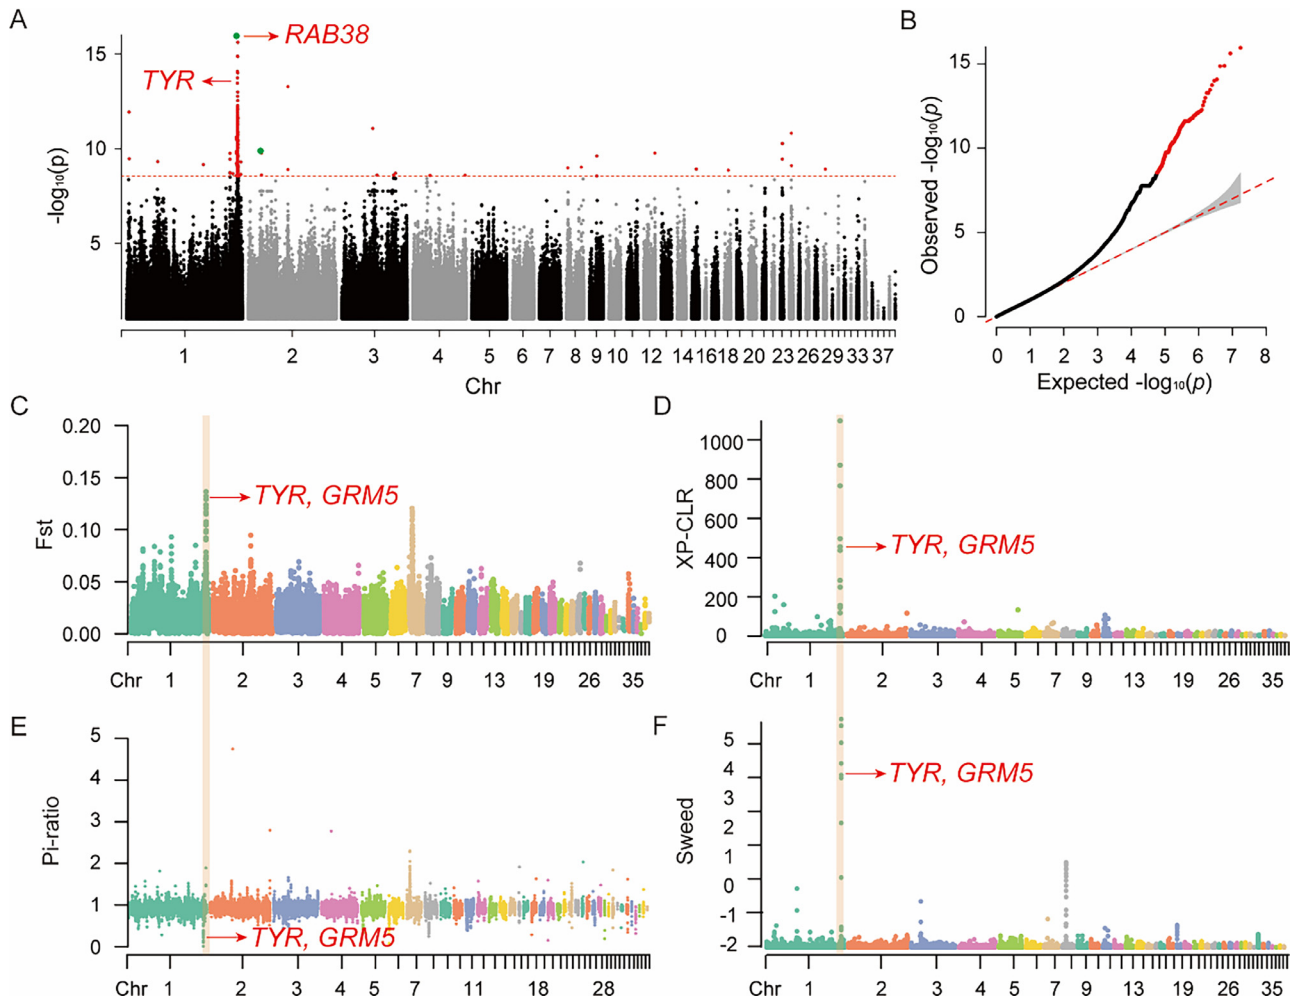 A
RAB38
TYR
-log₁₀(p)
15
10
5
1 2 3 4 5 6 7 8 9 10 12 14 16 18 20 23 26 29 33 37
Chr
B
Observed -log₁₀(p)
15
10
5
0
0 1 2 3 4 5 6 7 8
Expected -log₁₀(p)
C
Fst
0.20
0.15
0.10
0.05
0.00
TYR, GRM5
Chr 1 2 3 4 5 7 9 13 19 26 35
D
XP-CLR
1000
800
600
400
200
0
TYR, GRM5
Chr 1 2 3 4 5 7 9 13 19 26 35
E
Pi-ratio
5
4
3
2
1
0
TYR, GRM5
Chr 1 2 3 4 5 7 8 11 18 28
F
Sweed
5
4
3
2
1
0
-1
-2
TYR, GRM5
Chr 1 2 3 4 5 7 8 9 13 19 26 35